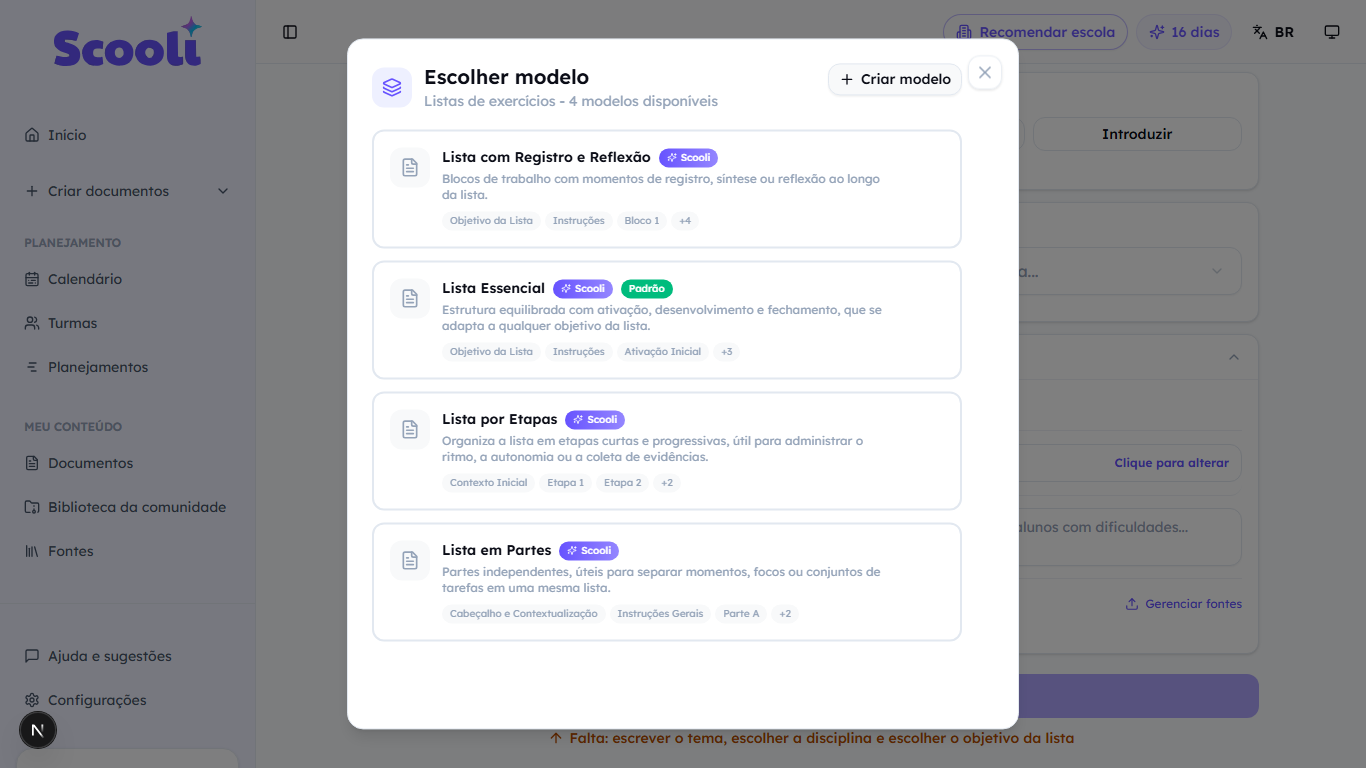 Scooli
Recomendar escola
16 dias
BR
Início
Criar documentos
PLANEJAMENTO
Calendário
Turmas
Planejamentos
MEU CONTEÚDO
Documentos
Biblioteca da comunidade
Fontes
Ajuda e sugestões
Configurações
N
Escolher modelo
Listas de exercícios - 4 modelos disponíveis
Criar modelo
Lista com Registro e Reflexão
Scooli
Blocos de trabalho com momentos de registro, síntese ou reflexão ao longo
da lista.
Objetivo da Lista
Instruções
Bloco 1
+4
Lista Essencial
Scooli
Padrão
Estrutura equilibrada com ativação, desenvolvimento e fechamento, que se
adapta a qualquer objetivo da lista.
Objetivo da Lista
Instruções
Ativação Inicial
+3
Lista por Etapas
Scooli
Organiza a lista em etapas curtas e progressivas, útil para administrar o
ritmo, a autonomia ou a coleta de evidências.
Contexto Inicial
Etapa 1
Etapa 2
+2
Lista em Partes
Scooli
Partes independentes, úteis para separar momentos, focos ou conjuntos de
tarefas em uma mesma lista.
Cabeçalho e Contextualização
Instruções Gerais
Parte A
+2
Introduzir
a...
Clique para alterar
alunos com dificuldades...
Gerenciar fontes
Falta: escrever o tema, escolher a disciplina e escolher o objetivo da lista